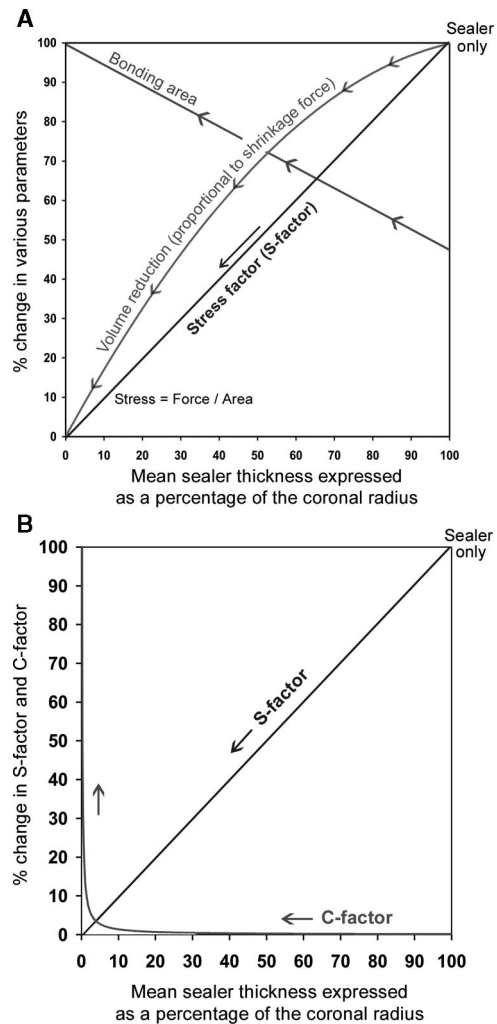 A
Sealer
only
% change in various parameters
100
90
80
70
60
50
40
30
20
10
0
Bonding area
Volume reduction (proportional to shrinkage force)
Stress factor (S-factor)
Stress = Force / Area
0 10 20 30 40 50 60 70 80 90 100
Mean sealer thickness expressed
as a percentage of the coronal radius
B
Sealer
only
% change in S-factor and C-factor
100
90
80
70
60
50
40
30
20
10
0
S-factor
C-factor
0 10 20 30 40 50 60 70 80 90 100
Mean sealer thickness expressed
as a percentage of the coronal radius